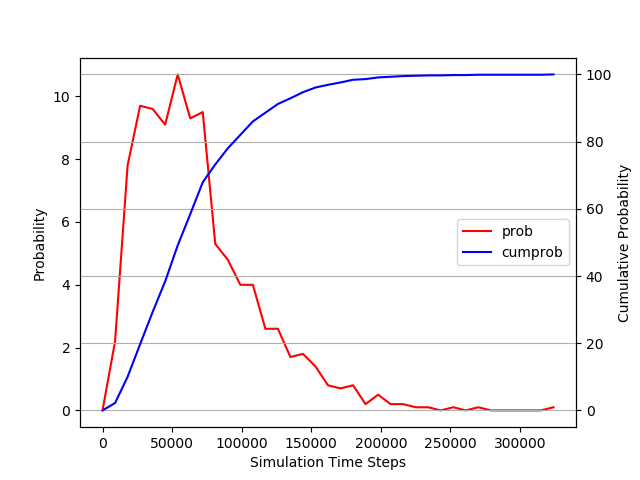 10
8
6
4
2
0
Probability
100
80
60
40
20
0
Cumulative Probability
prob
cumprob
0 50000 100000 150000 200000 250000 300000
Simulation Time Steps